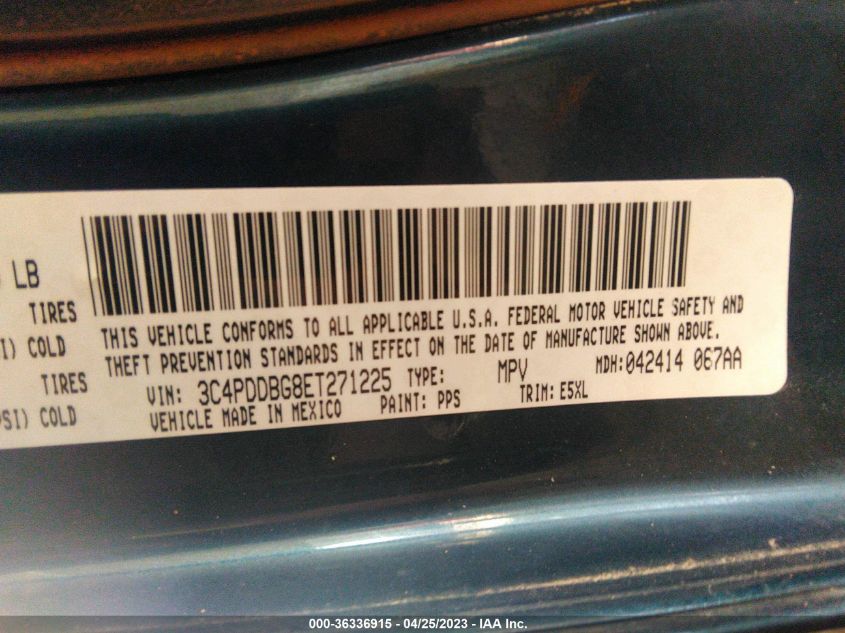 LB
TIRES
COLD
TIRES
PSI) COLD
THIS VEHICLE CONFORMS TO ALL APPLICABLE U.S.A. FEDERAL MOTOR VEHICLE SAFETY AND
THEFT PREVENTION STANDARDS IN EFFECT ON THE DATE OF MANUFACTURE SHOWN ABOVE.
VIN: 3C4PDDBG8ET271225 TYPE: MPV MDH:042414 067AA
VEHICLE MADE IN MEXICO PAINT: PPS TRIM: E5XL
000-36336915 / 04/25/2023 - IAA Inc.